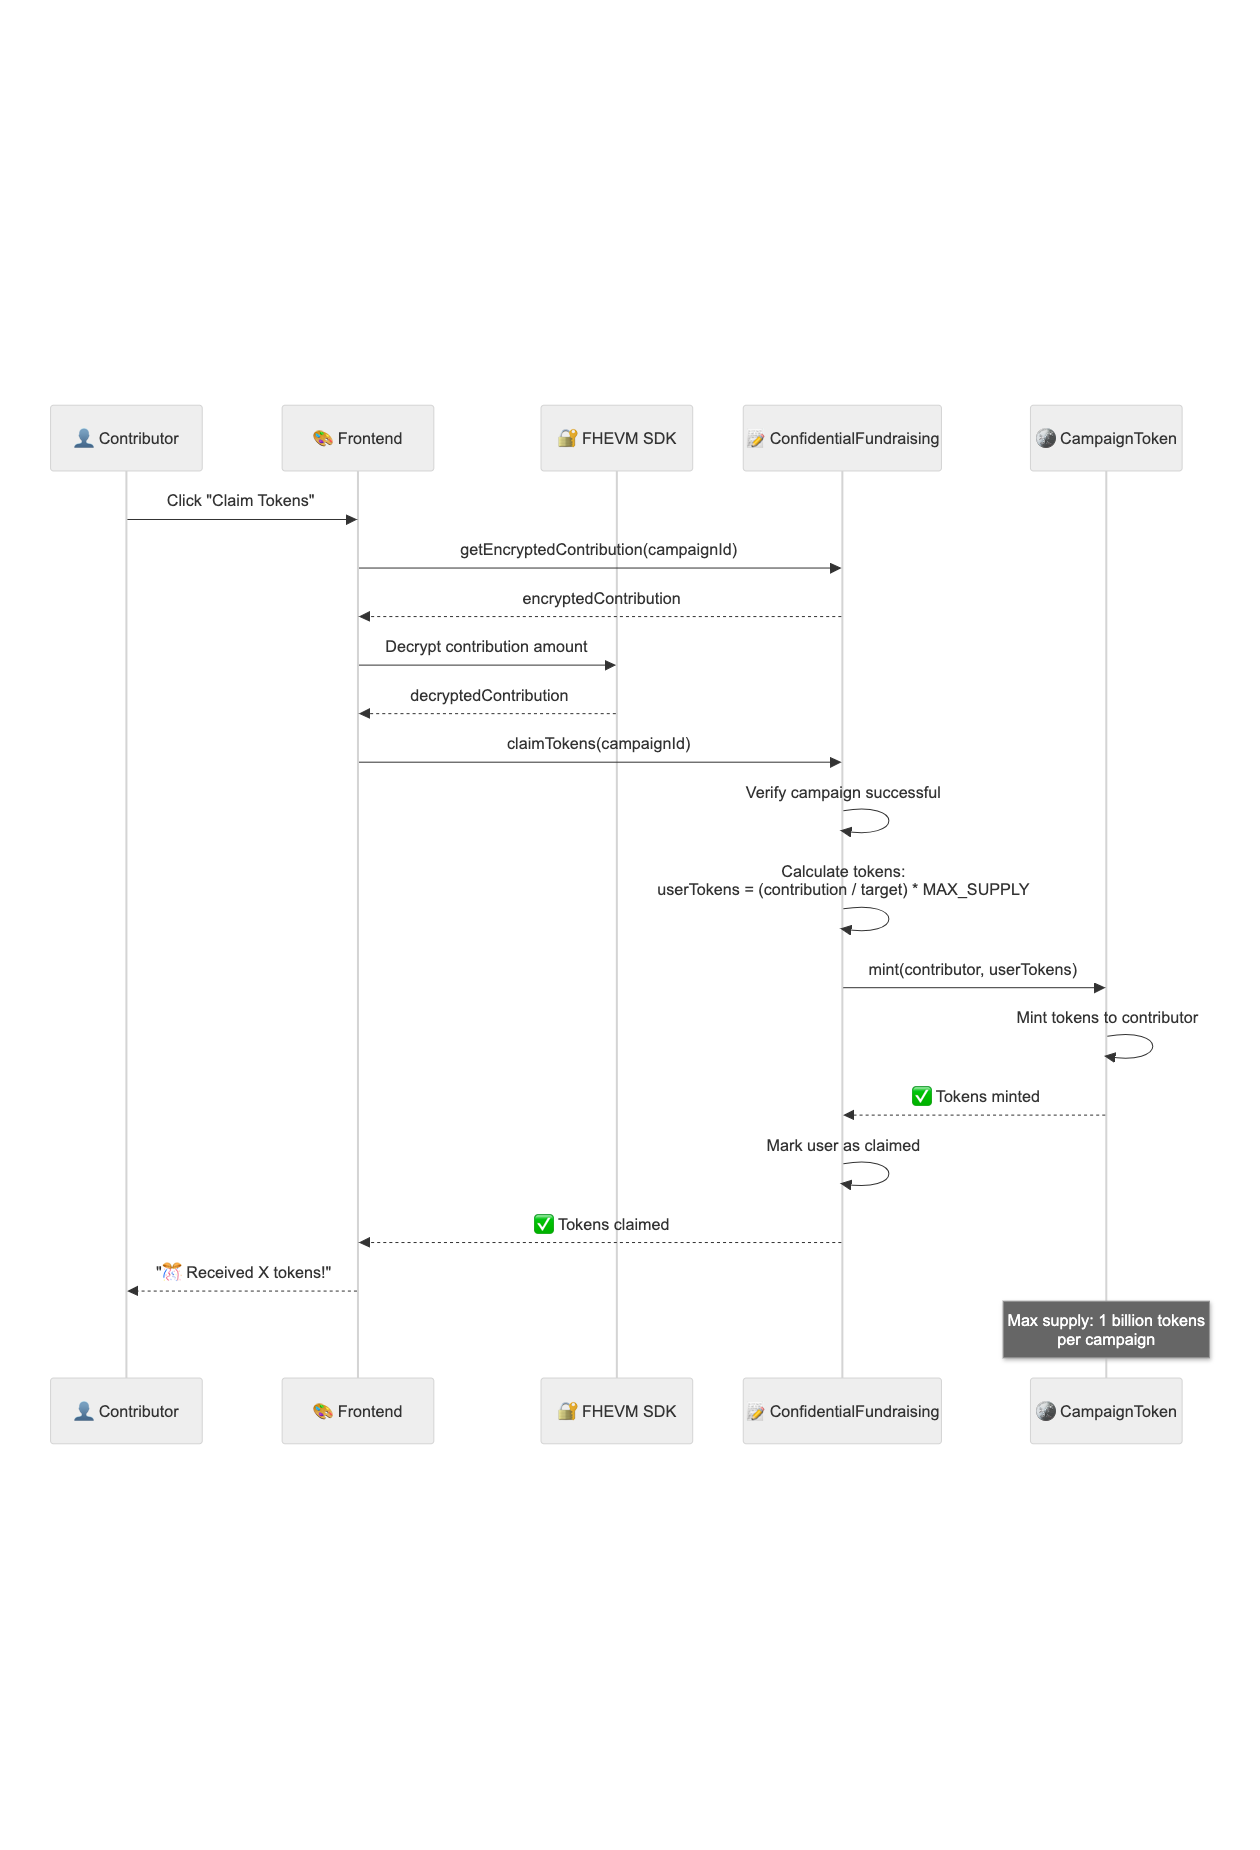 👤 Contributor
🎨 Frontend
🔐 FHEVM SDK
📝 ConfidentialFundraising
🪙 CampaignToken
Click "Claim Tokens"
getEncryptedContribution(campaignId)
encryptedContribution
Decrypt contribution amount
decryptedContribution
claimTokens(campaignId)
Verify campaign successful
Calculate tokens:
userTokens = (contribution / target) * MAX_SUPPLY
mint(contributor, userTokens)
Mint tokens to contributor
✅ Tokens minted
Mark user as claimed
✅ Tokens claimed
"🎊 Received X tokens!"
Max supply: 1 billion tokens
per campaign
👤 Contributor
🎨 Frontend
🔐 FHEVM SDK
📝 ConfidentialFundraising
🪙 CampaignToken